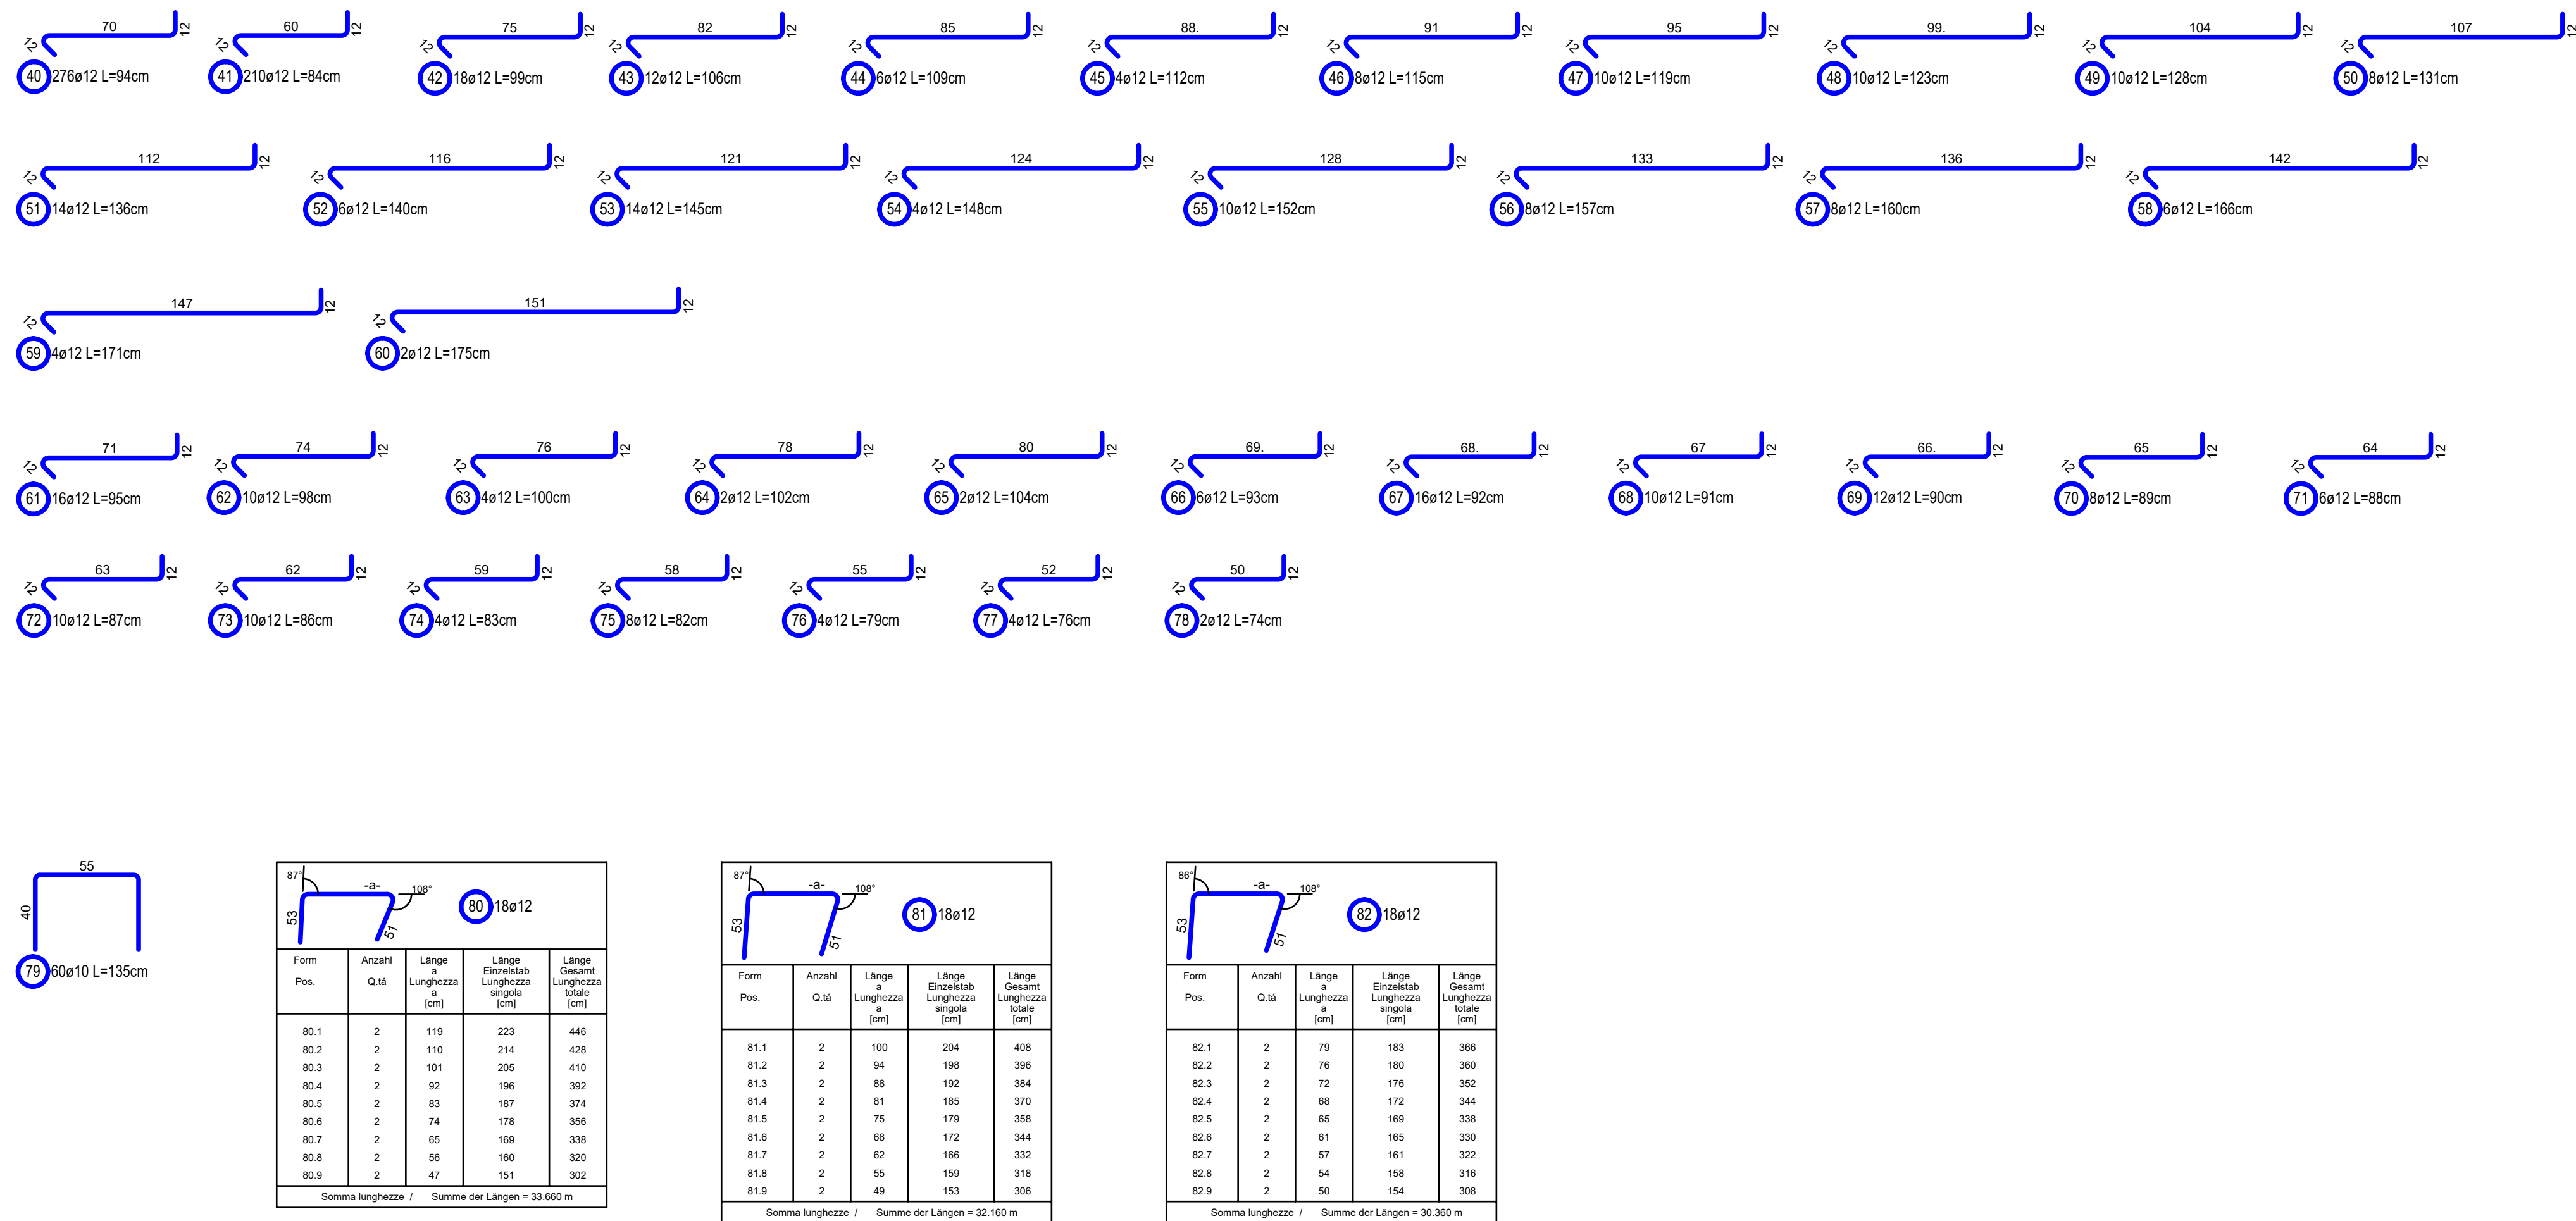 70 12 60 12 75 12 82 12 85 12 88. 12 91 12 95 12 99. 12 104 12 107 12
12 12 12 12 12 12 12 12 12 12 12
40 276ø12 L=94cm 41 210ø12 L=84cm 42 18ø12 L=99cm 43 12ø12 L=106cm 44 6ø12 L=109cm 45 4ø12 L=112cm 46 8ø12 L=115cm 47 10ø12 L=119cm 48 10ø12 L=123cm 49 10ø12 L=128cm 50 8ø12 L=131cm
112 12 116 12 121 12 124 12 128 12 133 12 136 12 142 12
12 12 12 12 12 12 12 12
51 14ø12 L=136cm 52 6ø12 L=140cm 53 14ø12 L=145cm 54 4ø12 L=148cm 55 10ø12 L=152cm 56 8ø12 L=157cm 57 8ø12 L=160cm 58 6ø12 L=166cm
147 12 151 12
12 12
59 4ø12 L=171cm 60 2ø12 L=175cm
71 12 74 12 76 12 78 12 80 12 69. 12 68. 12 67 12 66. 12 65 12 64 12
12 12 12 12 12 12 12 12 12 12 12
61 16ø12 L=95cm 62 10ø12 L=98cm 63 4ø12 L=100cm 64 2ø12 L=102cm 65 2ø12 L=104cm 66 6ø12 L=93cm 67 16ø12 L=92cm 68 10ø12 L=91cm 69 12ø12 L=90cm 70 8ø12 L=89cm 71 6ø12 L=88cm
63 12 62 12 59 12 58 12 55 12 52 12 50 12
12 12 12 12 12 12 12
72 10ø12 L=87cm 73 10ø12 L=86cm 74 4ø12 L=83cm 75 8ø12 L=82cm 76 4ø12 L=79cm 77 4ø12 L=76cm 78 2ø12 L=74cm
55
40
79 60ø10 L=135cm
87° -a- 108°
53 51
80 18ø12
Form Anzahl Länge Länge Länge
a Einzelstab Gesamt
Pos. Q.tá Lunghezza Lunghezza Lunghezza
a singola totale
[cm] [cm] [cm]
80.1 2 119 223 446
80.2 2 110 214 428
80.3 2 101 205 410
80.4 2 92 196 392
80.5 2 83 187 374
80.6 2 74 178 356
80.7 2 65 169 338
80.8 2 56 160 320
80.9 2 47 151 302
Somma lunghezze / Summe der Längen = 33.660 m
87° -a- 108°
53 51
81 18ø12
Form Anzahl Länge Länge Länge
a Einzelstab Gesamt
Pos. Q.tá Lunghezza Lunghezza Lunghezza
a singola totale
[cm] [cm] [cm]
81.1 2 100 204 408
81.2 2 94 198 396
81.3 2 88 192 384
81.4 2 81 185 370
81.5 2 75 179 358
81.6 2 68 172 344
81.7 2 62 166 332
81.8 2 55 159 318
81.9 2 49 153 306
Somma lunghezze / Summe der Längen = 32.160 m
86° -a- 108°
53 51
82 18ø12
Form Anzahl Länge Länge Länge
a Einzelstab Gesamt
Pos. Q.tá Lunghezza Lunghezza Lunghezza
a singola totale
[cm] [cm] [cm]
82.1 2 79 183 366
82.2 2 76 180 360
82.3 2 72 176 352
82.4 2 68 172 344
82.5 2 65 169 338
82.6 2 61 165 330
82.7 2 57 161 322
82.8 2 54 158 316
82.9 2 50 154 308
Somma lunghezze / Summe der Längen = 30.360 m